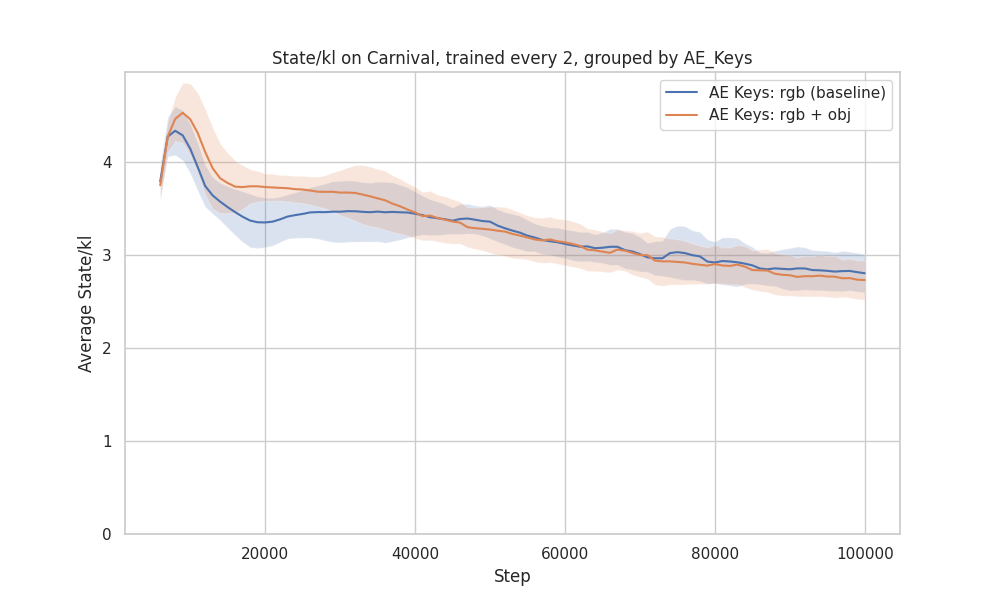 State/kl on Carnival, trained every 2, grouped by AE_Keys
AE Keys: rgb (baseline)
AE Keys: rgb + obj
Average State/kl
4
3
2
1
0
20000
40000
60000
80000
100000
Step